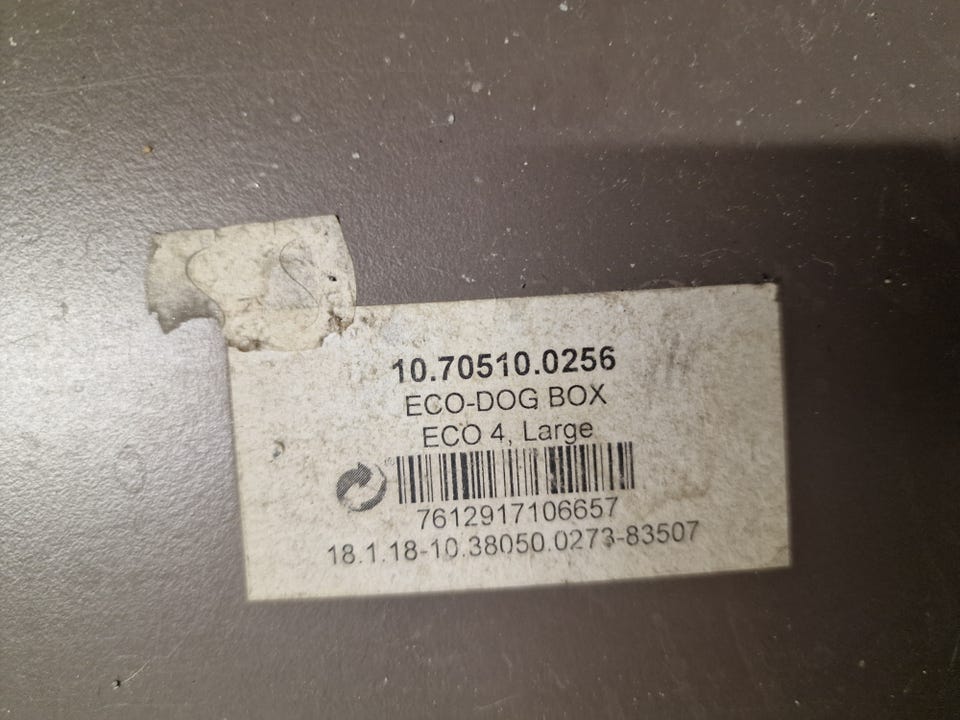 10.70510.0256
ECO-DOG BOX
ECO 4, Large
7612917106657
18.1.18-10.38050.0273-83507